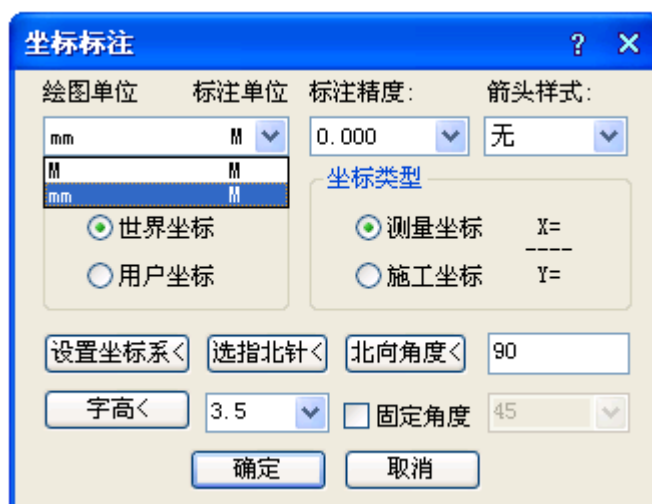 坐标标注
绘图单位 标注单位 标注精度: 箭头样式:
mm M 0.000 无
M M
mm M
坐标类型
世界坐标 测量坐标 X=
----
用户坐标 施工坐标 Y=
设置坐标系< 选指北针< 北向角度< 90
字高< 3.5 固定角度 45
确定 取消